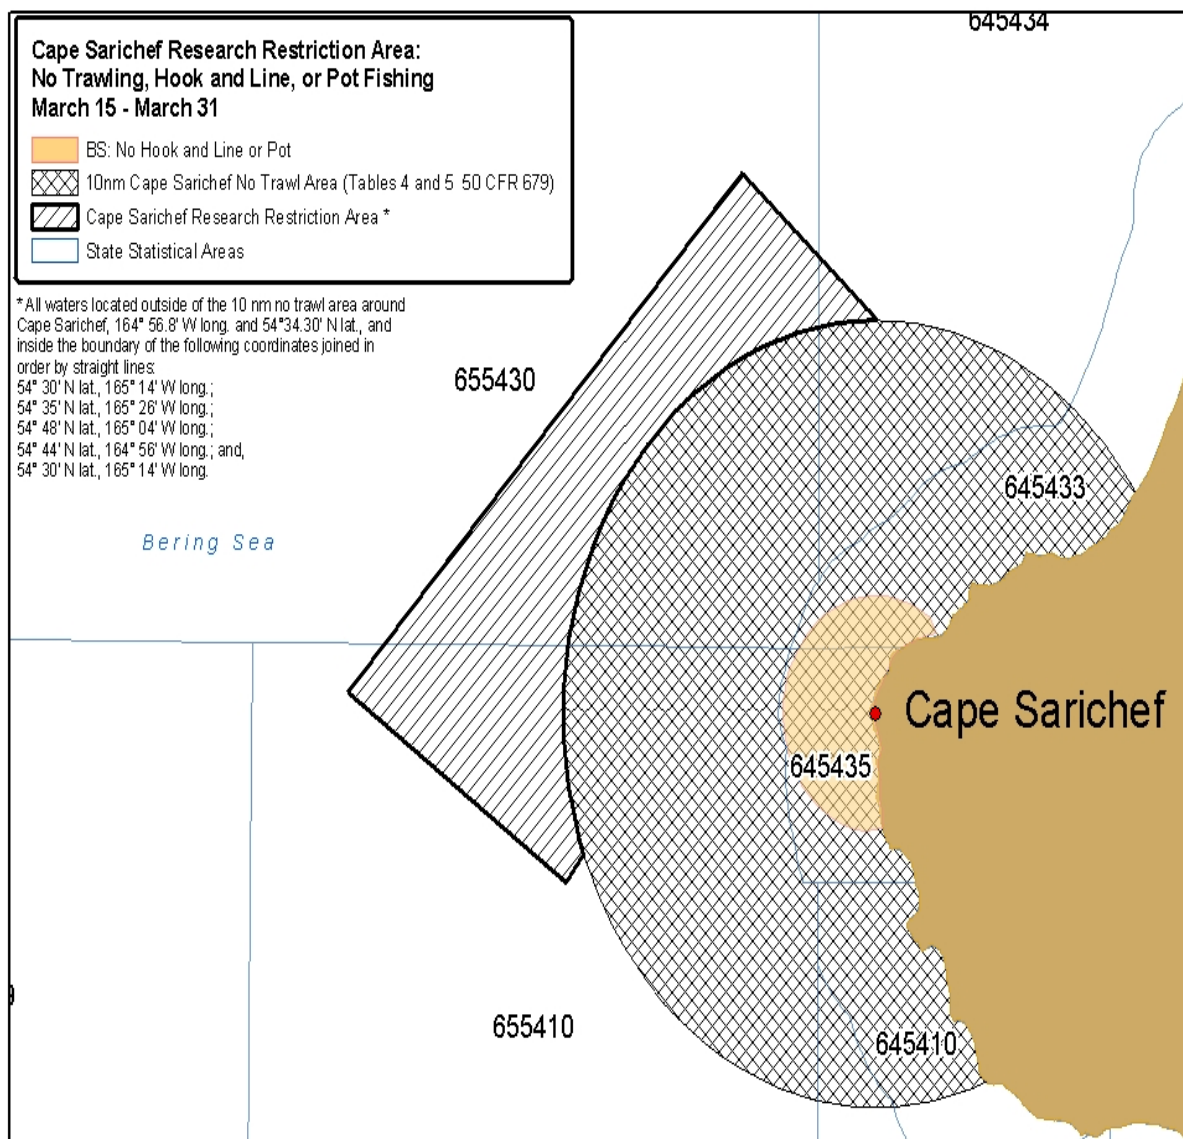 645434
Cape Sarichef Research Restriction Area:
No Trawling, Hook and Line, or Pot Fishing
March 15 - March 31
BS: No Hook and Line or Pot
10nm Cape Sarichef No Trawl Area (Tables 4 and 5 50 CFR 679)
Cape Sarichef Research Restriction Area *
State Statistical Areas
*All waters located outside of the 10 nm no trawl area around
Cape Sarichef, 164° 56.8' W long. and 54°34.30' N lat., and
inside the boundary of the following coordinates joined in
order by straight lines:
54° 30' N lat., 165° 14' W long.;
54° 35' N lat., 165° 26' W long.;
54° 48' N lat., 165° 04' W long.;
54° 44' N lat., 164° 56' W long.; and,
54° 30' N lat., 165° 14' W long.
655430
645433
Bering Sea
Cape Sarichef
645435
655410
645410